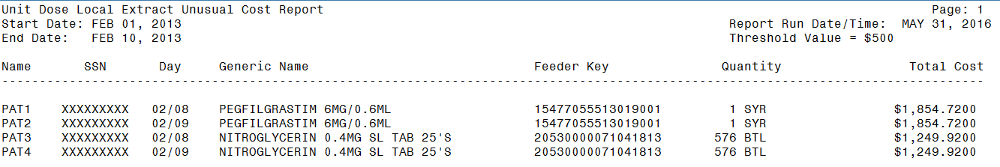 Unit Dose Local Extract Unusual Cost Report Page: 1
Start Date: FEB 01, 2013 Report Run Date/Time: MAY 31, 2016
End Date: FEB 10, 2013 Threshold Value = $500
Name SSN Day Generic Name Feeder Key Quantity Total Cost
PAT1 XXXXXXXXX 02/08 PEGFILGRASTIM 6MG/0.6ML 15477055513019001 1 SYR $1,854.7200
PAT2 XXXXXXXXX 02/09 PEGFILGRASTIM 6MG/0.6ML 15477055513019001 1 SYR $1,854.7200
PAT3 XXXXXXXXX 02/08 NITROGLYCERIN 0.4MG SL TAB 25'S 20530000071041813 576 BTL $1,249.9200
PAT4 XXXXXXXXX 02/09 NITROGLYCERIN 0.4MG SL TAB 25'S 20530000071041813 576 BTL $1,249.9200